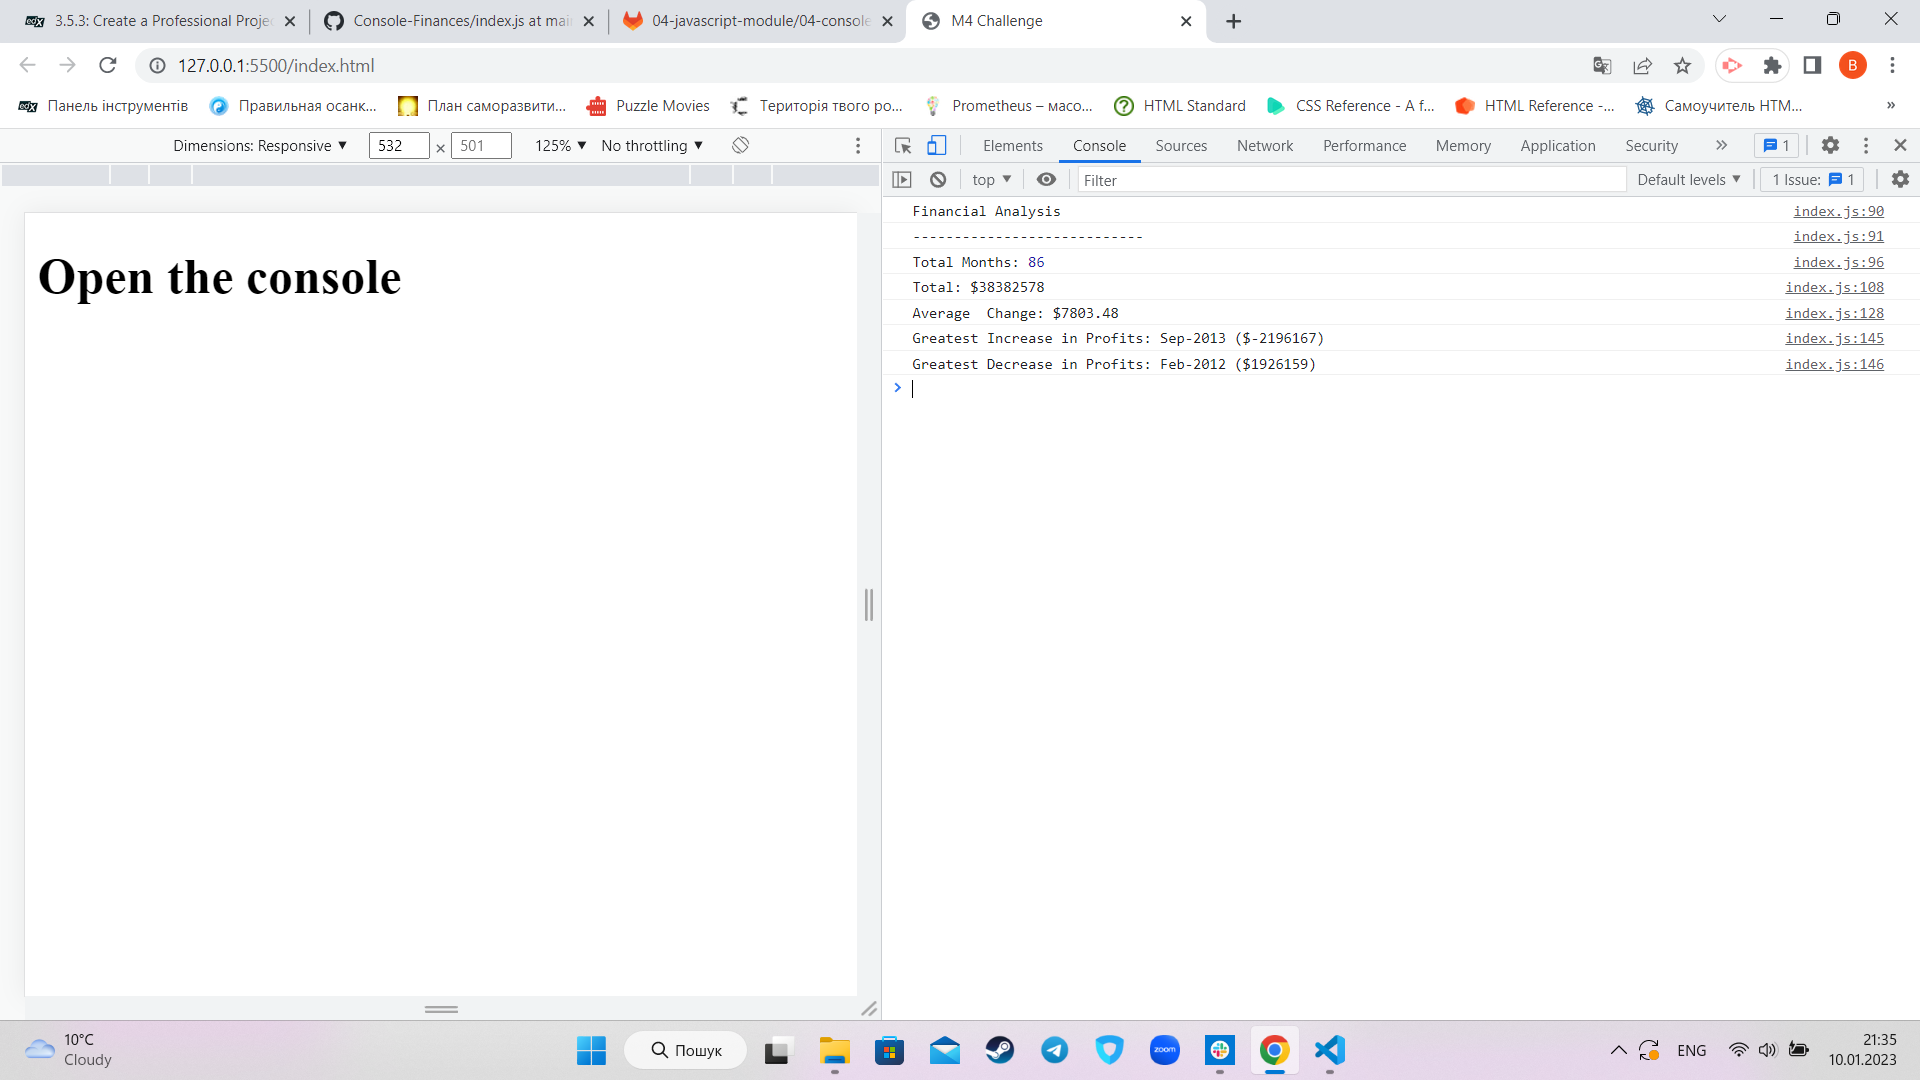 3.5.3: Create a Professional Projec
Console-Finances/index.js at mai
04-javascript-module/04-console
M4 Challenge
127.0.0.1:5500/index.html
B
edX Панель інструментів
Правильная осанк...
План саморазвити...
Puzzle Movies
Територія твого ро...
Prometheus – масо...
HTML Standard
CSS Reference - A f...
HTML Reference -...
Самоучитель HTM...
»
Dimensions: Responsive ▼ 532 × 501 125% ▼ No throttling ▼
Elements Console Sources Network Performance Memory Application Security » 1
top ▼ Filter Default levels ▼ 1 Issue: 1
Open the console
Financial Analysis index.js:90
---------------------------- index.js:91
Total Months: 86 index.js:96
Total: $38382578 index.js:108
Average  Change: $7803.48 index.js:128
Greatest Increase in Profits: Sep-2013 ($-2196167) index.js:145
Greatest Decrease in Profits: Feb-2012 ($1926159) index.js:146
>
10°C
Cloudy
Пошук
zoom
ENG
21:35
10.01.2023